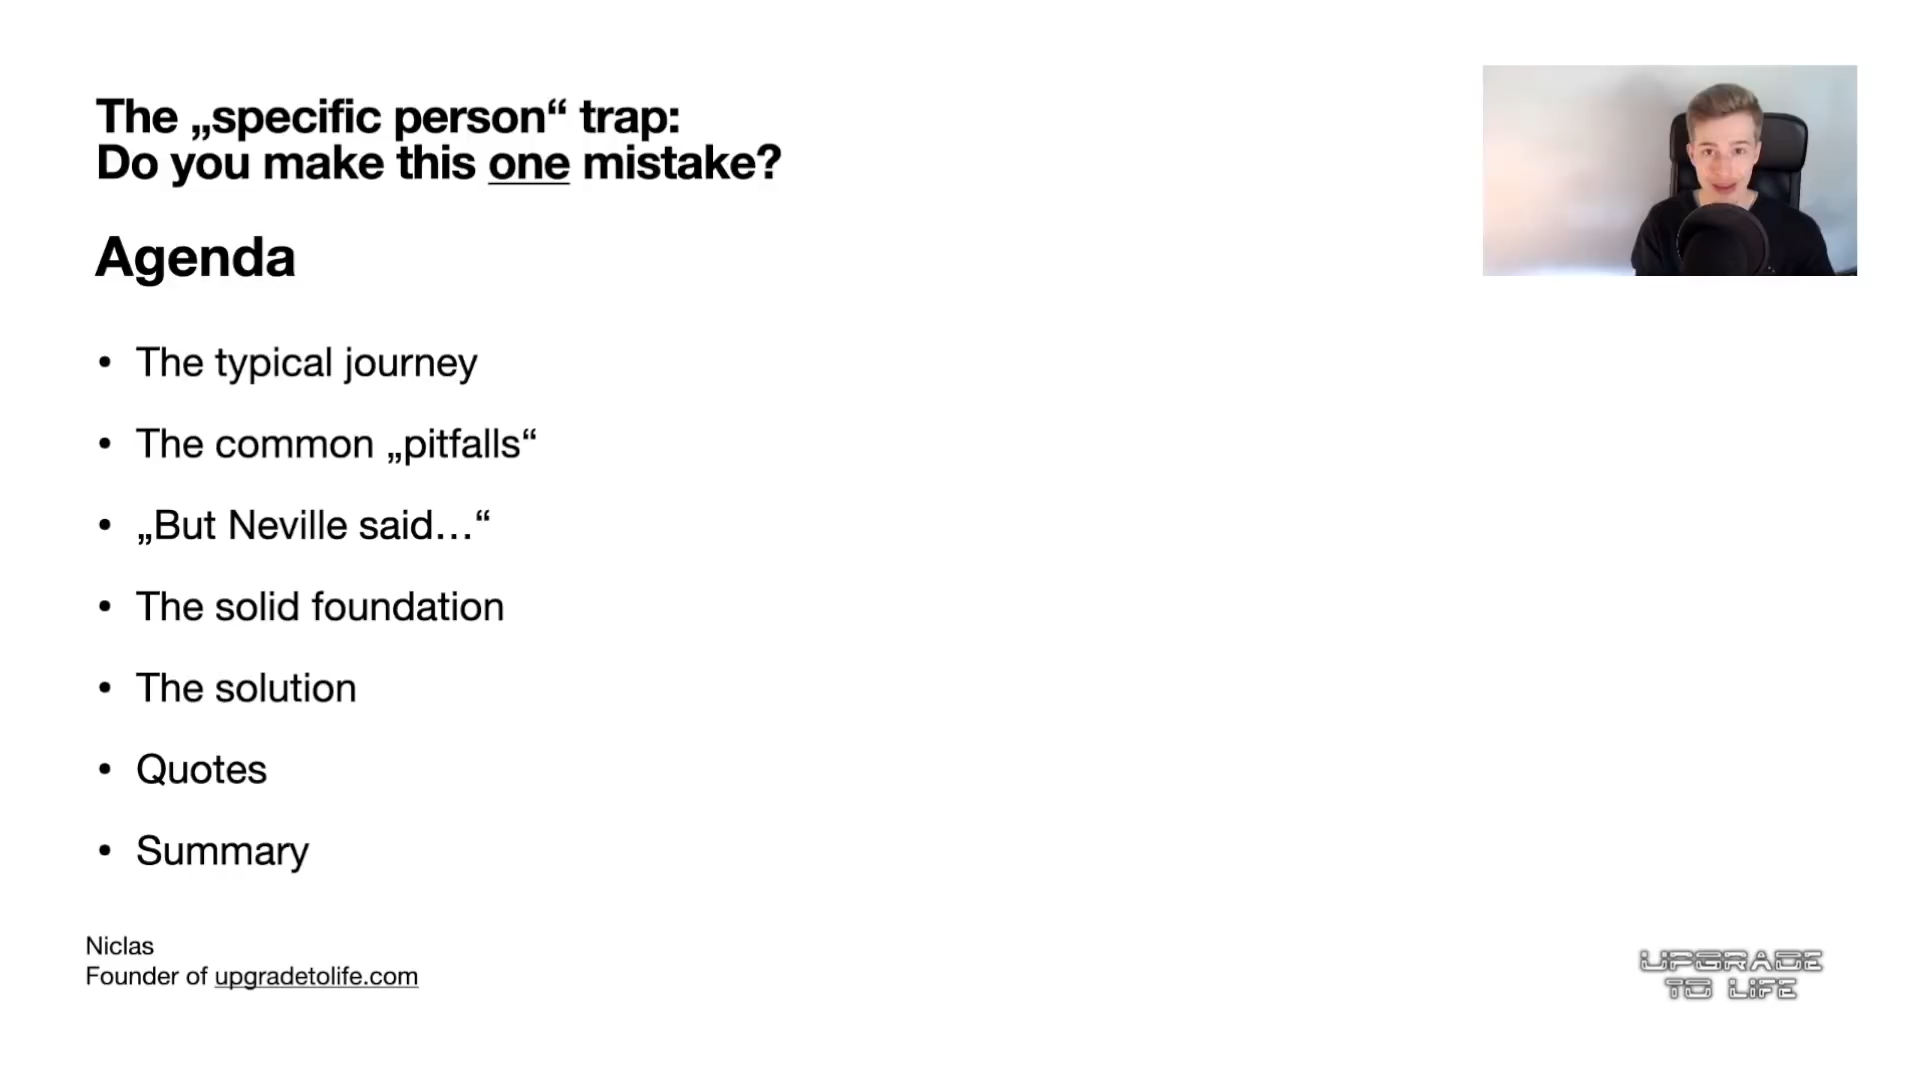 The „specific person“ trap:
Do you make this one mistake?
Agenda
• The typical journey
• The common „pitfalls“
• „But Neville said…“
• The solid foundation
• The solution
• Quotes
• Summary
Niclas
Founder of upgradetolife.com
UPGRADE
TO LIFE